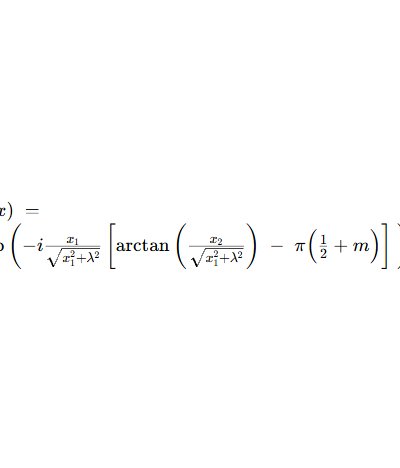 x) =
(−i x₁/√(x₁²+λ²) [arctan (x₂/√(x₁²+λ²)) − π(1/2 + m)] )